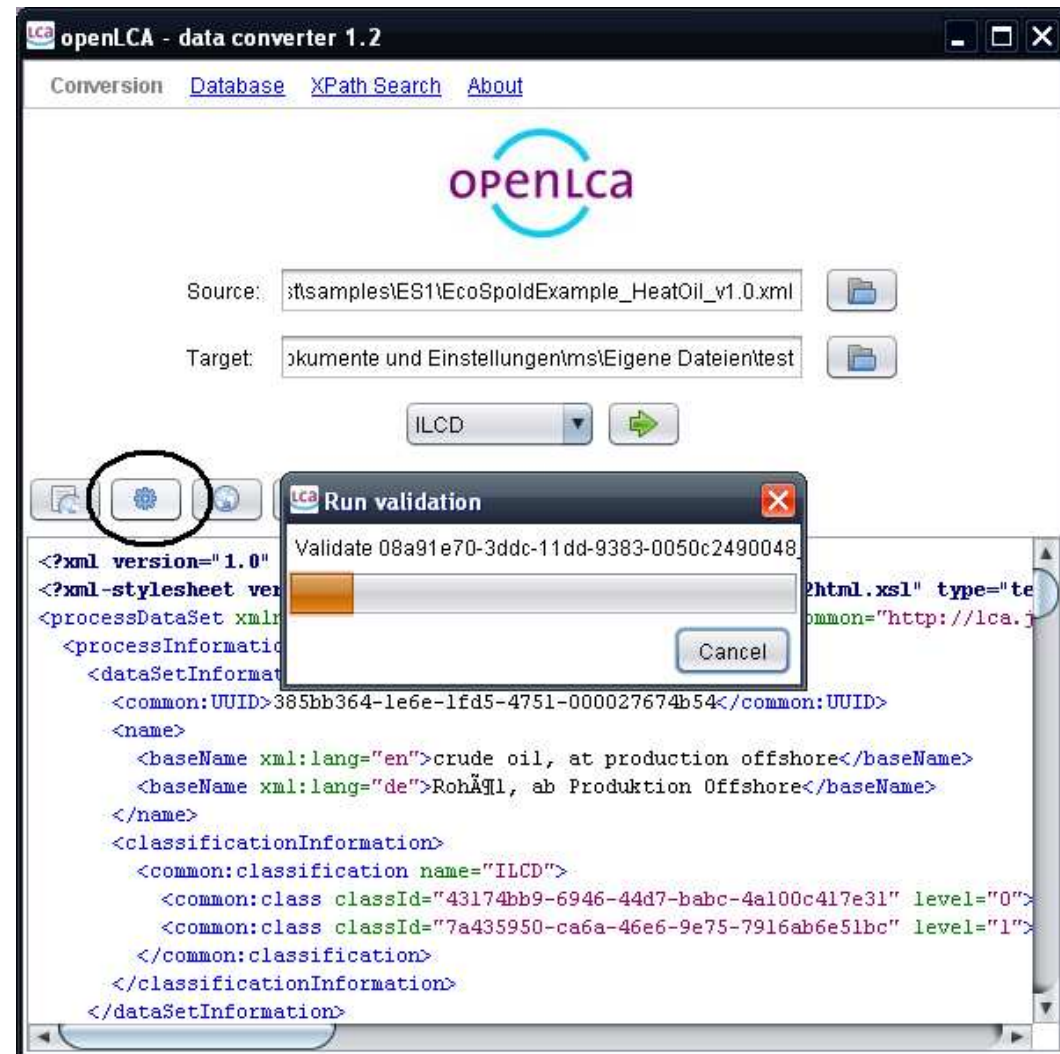 LCA openLCA - data converter 1.2
Conversion Database XPath Search About
openLca
Source: st\samples\ES1\EcoSpoldExample_HeatOil_v1.0.xml
Target: okumente und Einstellungen\ms\Eigene Dateien\test
ILCD
LCA Run validation
Validate 08a91e70-3ddc-11dd-9383-0050c2490048_
Cancel
<?xml version="1.0"
<?xml-stylesheet ver 2html.xsl" type="te
<processDataSet xmln ommon="http://lca.j
<processInformatio
<dataSetInformat
<common:UUID>385bb364-1e6e-1fd5-4751-000027674b54</common:UUID>
<name>
<baseName xml:lang="en">crude oil, at production offshore</baseName>
<baseName xml:lang="de">RohÃ¶l, ab Produktion Offshore</baseName>
</name>
<classificationInformation>
<common:classification name="ILCD">
<common:class classId="43174bb9-6946-44d7-babc-4a100c417e31" level="0">
<common:class classId="7a435950-ca6a-46e6-9e75-7916ab6e51bc" level="1">
</common:classification>
</classificationInformation>
</dataSetInformation>